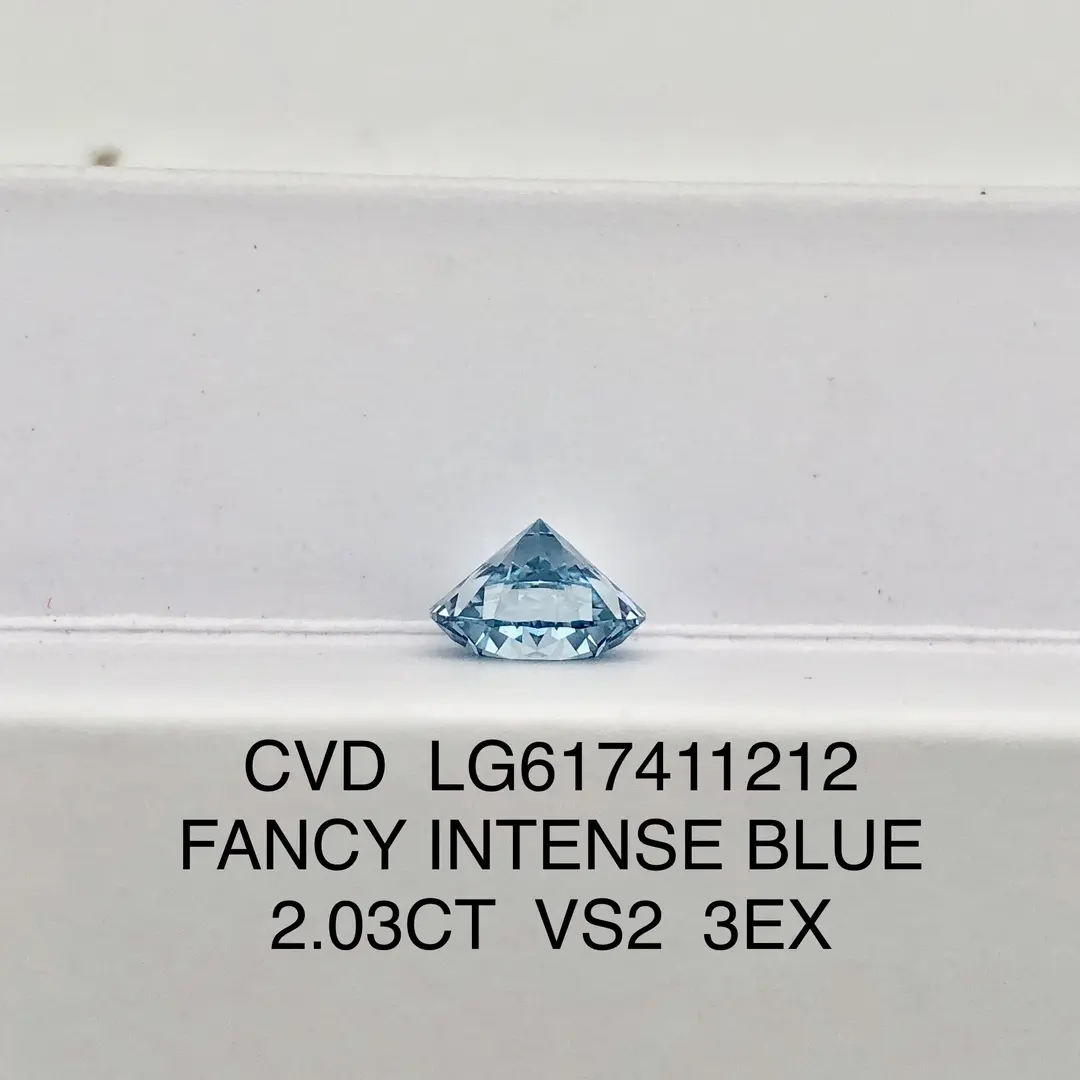 CVD LG617411212
FANCY INTENSE BLUE
2.03CT VS2 3EX